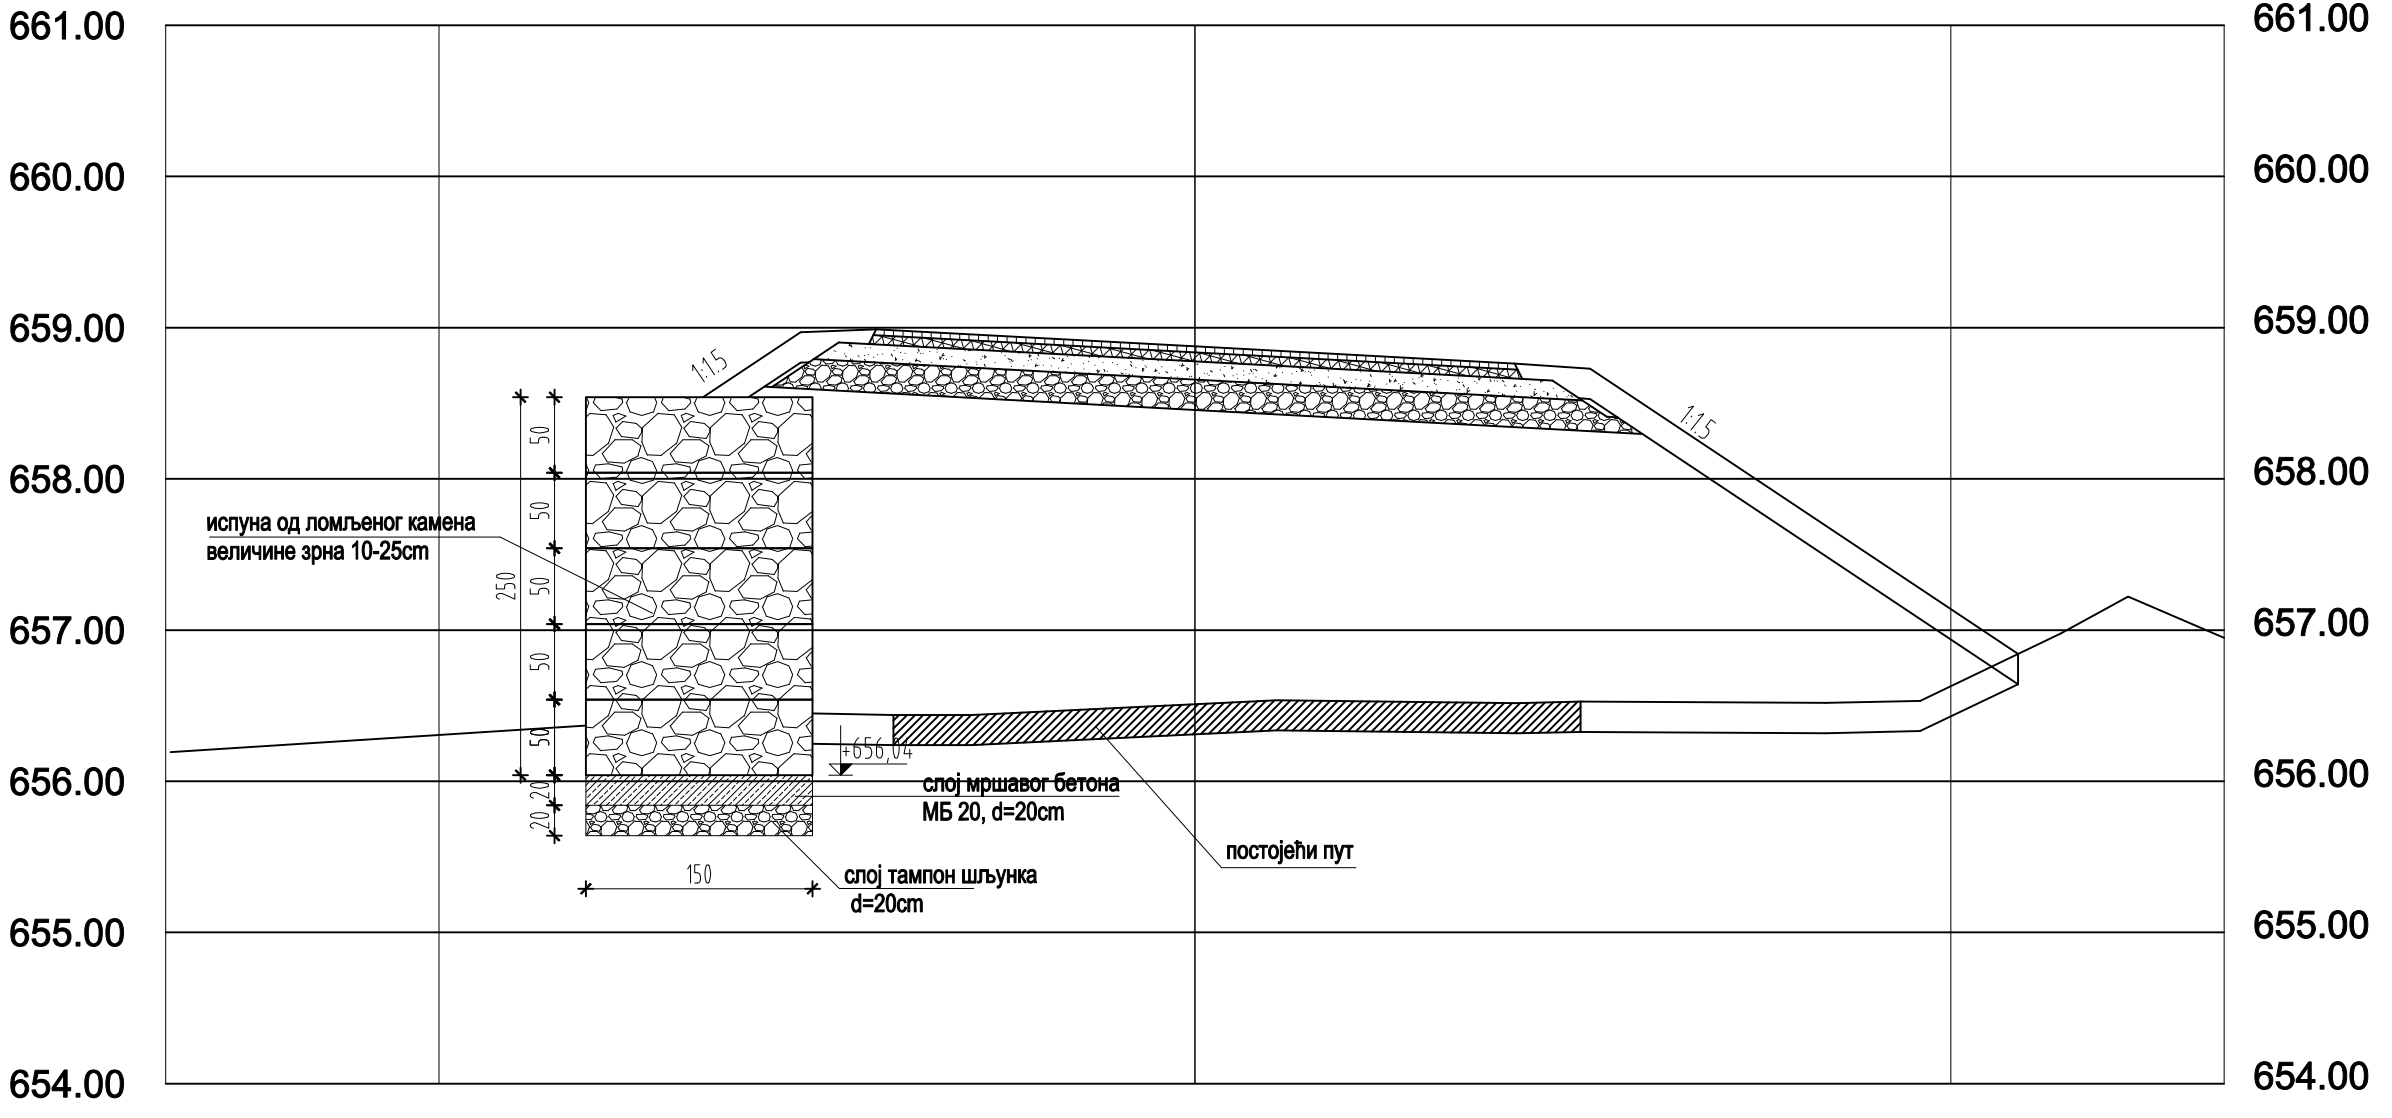 661.00 661.00
660.00 660.00
659.00 659.00
1:1.5
1:1.5
50
658.00 658.00
50
испуна од ломљеног камена
величине зрна 10-25cm
250
50
657.00 657.00
50
50
+656,04
656.00 656.00
20
слој мршавог бетона
МБ 20, d=20cm
20
постојећи пут
150
слој тампон шљунка
d=20cm
655.00 655.00
654.00 654.00